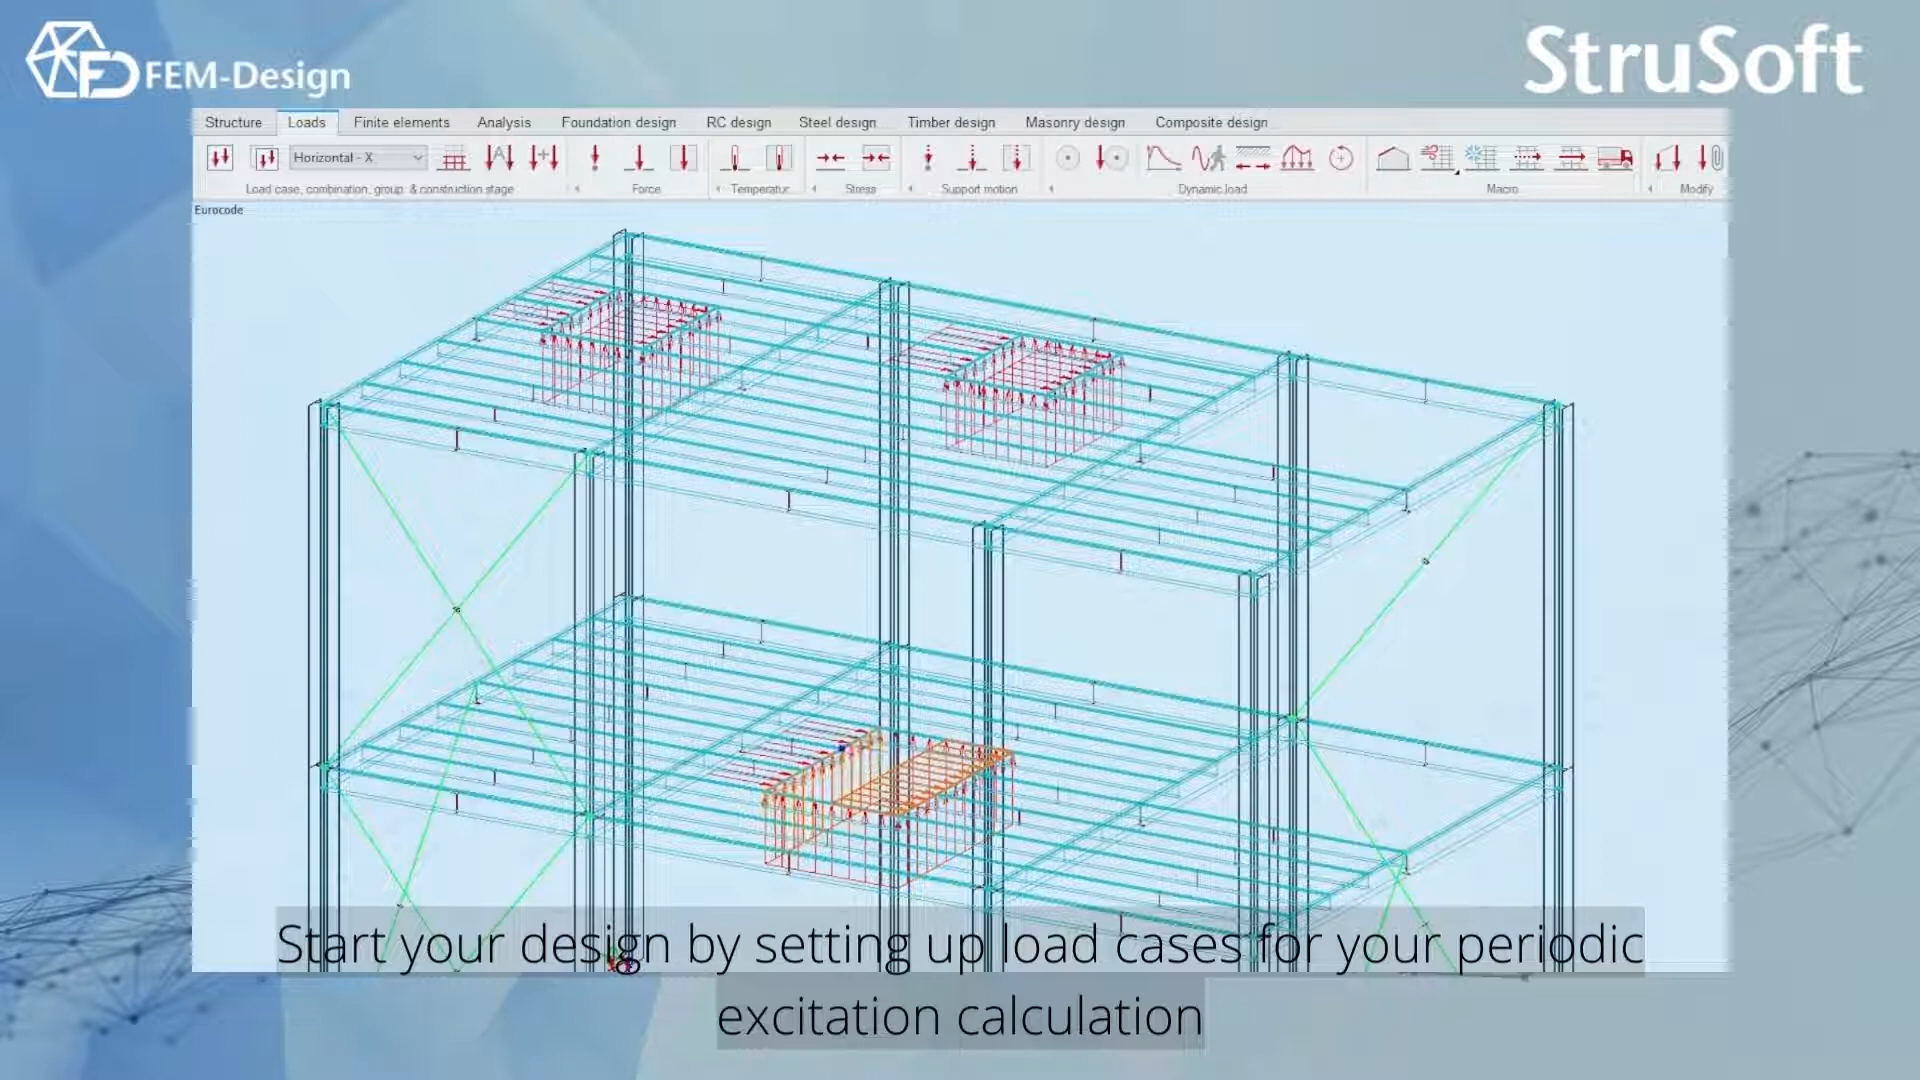 FEM-Design
StruSoft
Structure Loads Finite elements Analysis Foundation design RC design Steel design Timber design Masonry design Composite design
Horizontal - X
Load case, combination, group & construction stage Force Temperatur Stress Support motion Dynamic load Macro Modify
Eurocode
Start your design by setting up load cases for your periodic
excitation calculation